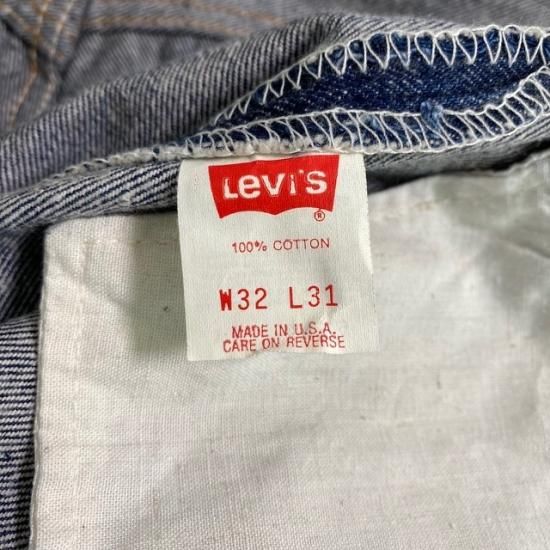 Levi's
®
100% COTTON
W32 L31
MADE IN U.S.A.
CARE ON REVERSE